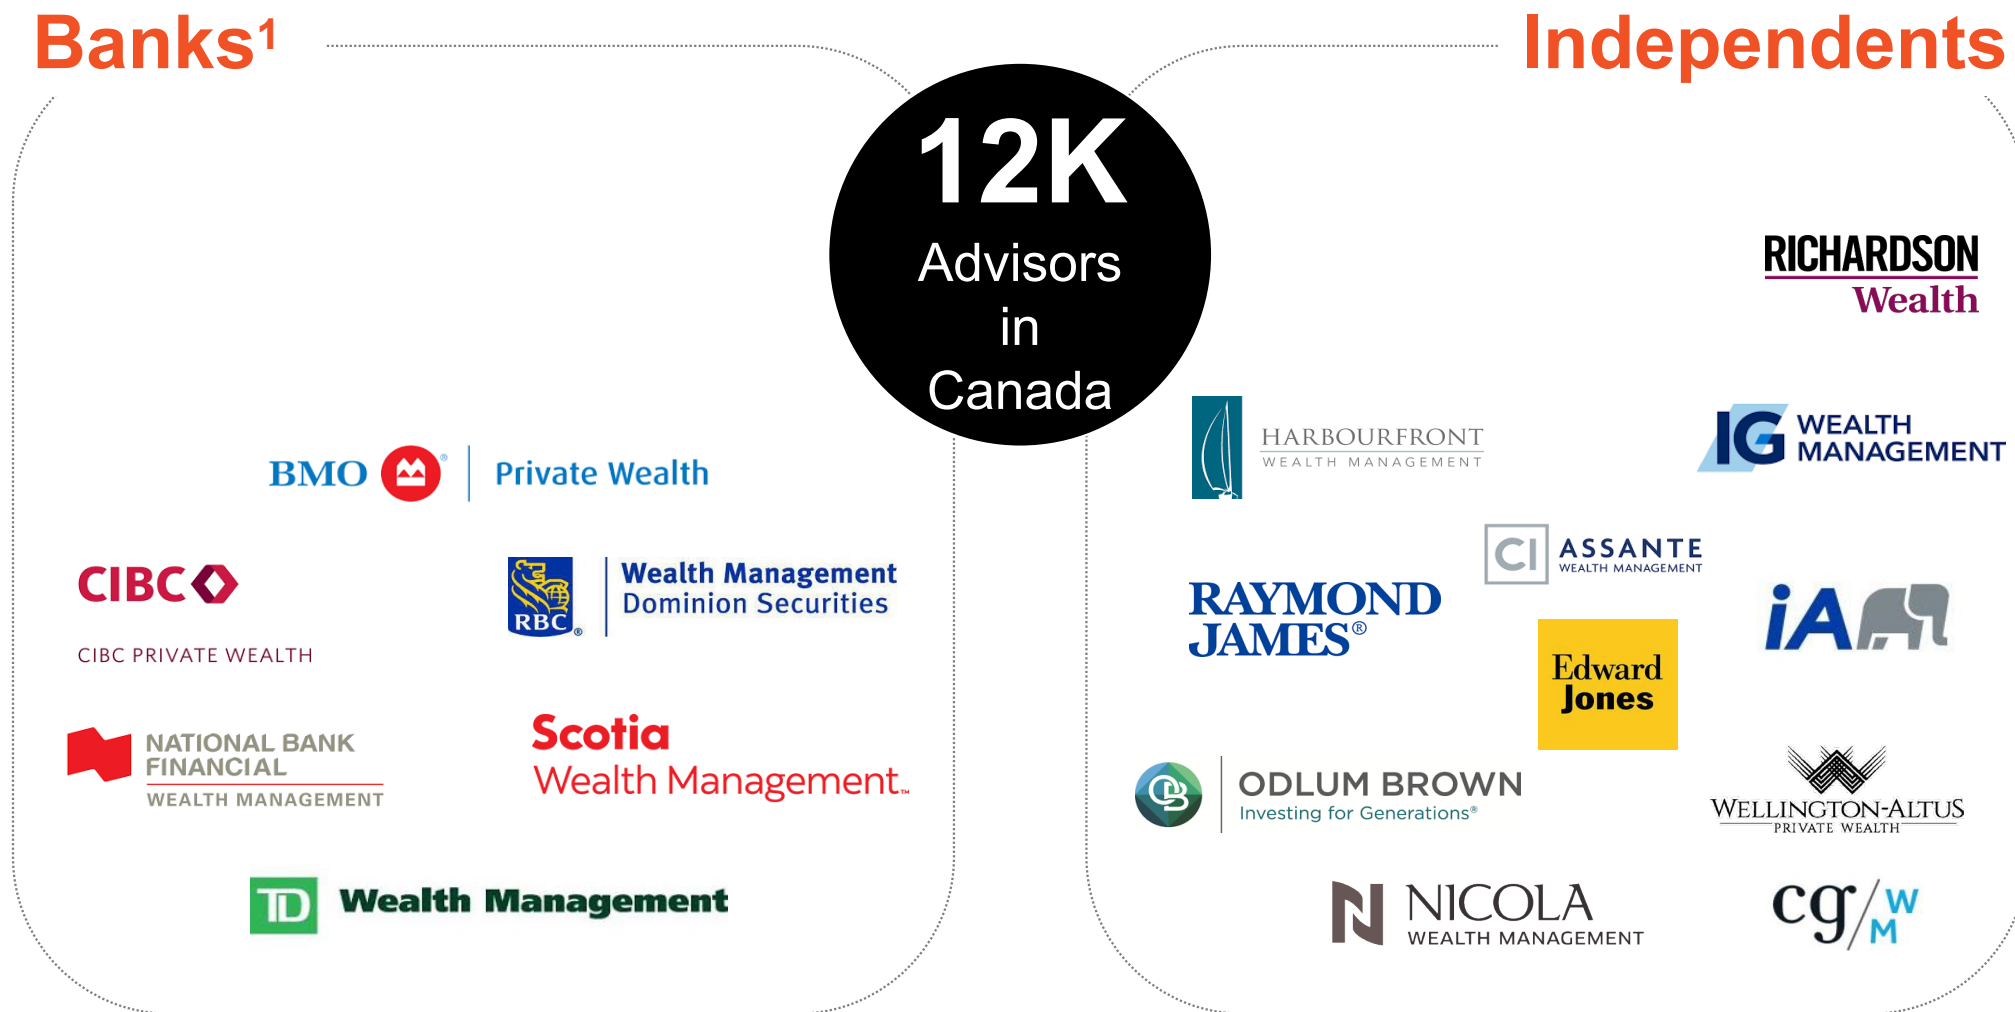 Banks¹
Independents
12K
Advisors
in
Canada
BMO ® Private Wealth
CIBC
CIBC PRIVATE WEALTH
RBC ®
Wealth Management
Dominion Securities
NATIONAL BANK
FINANCIAL
WEALTH MANAGEMENT
Scotia
Wealth Management™
TD Wealth Management
RICHARDSON
Wealth
HARBOURFRONT
WEALTH MANAGEMENT
IG WEALTH
MANAGEMENT
CI ASSANTE
WEALTH MANAGEMENT
RAYMOND
JAMES®
iA
Edward
Jones
OB ODLUM BROWN
Investing for Generations®
WELLINGTON-ALTUS
PRIVATE WEALTH
N NICOLA
WEALTH MANAGEMENT
cg/W
M